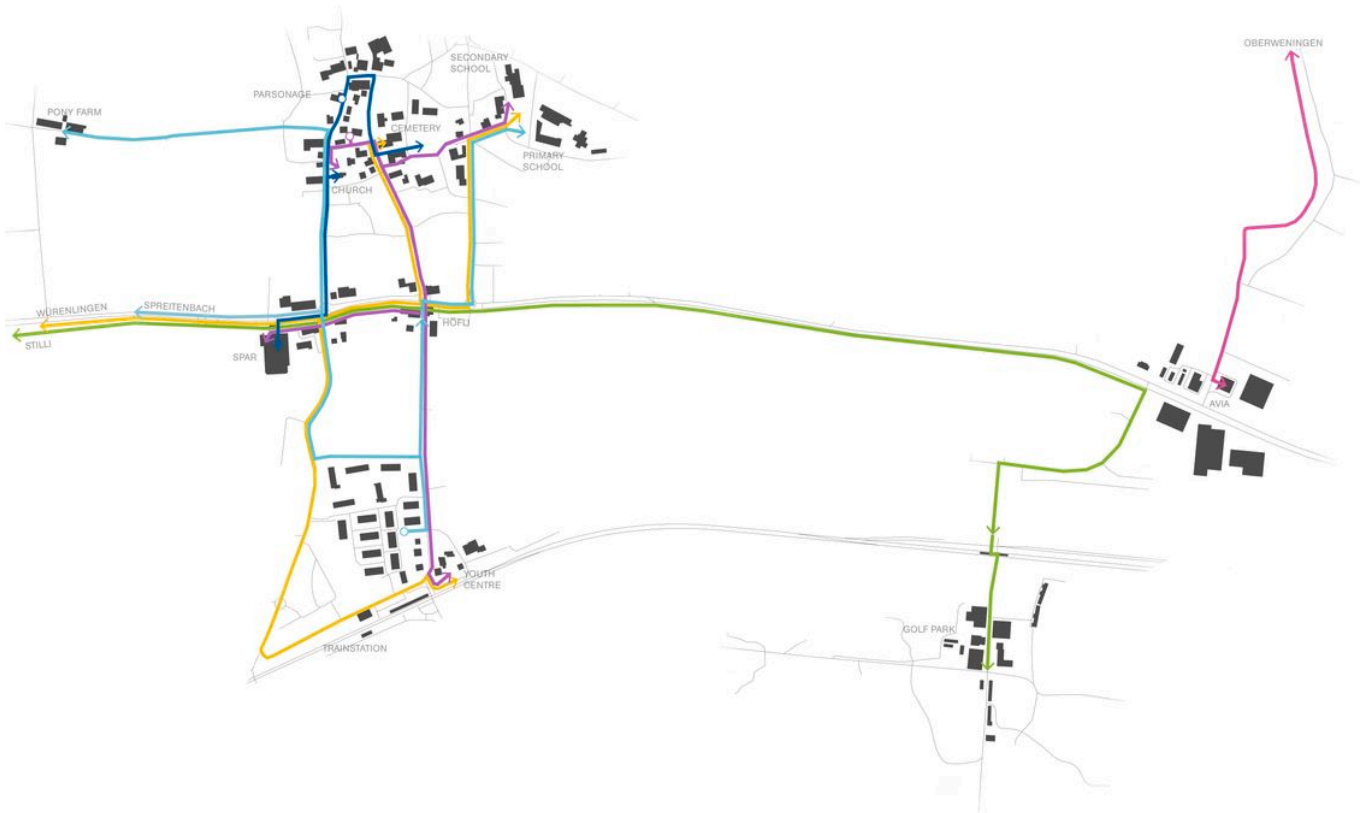 OBERWENINGEN
SECONDARY
SCHOOL
PARSONAGE
PONY FARM
CEMETERY
PRIMARY
SCHOOL
CHURCH
WÜRENLINGEN
SPREITENBACH
HÖFLI
STILLI
SPAR
AVIA
YOUTH
CENTRE
GOLF PARK
TRAINSTATION